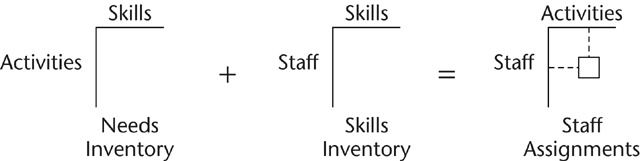 Skills
Skills
Activities
Activities
+
Staff
=
Staff
Needs
Inventory
Skills
Inventory
Staff
Assignments